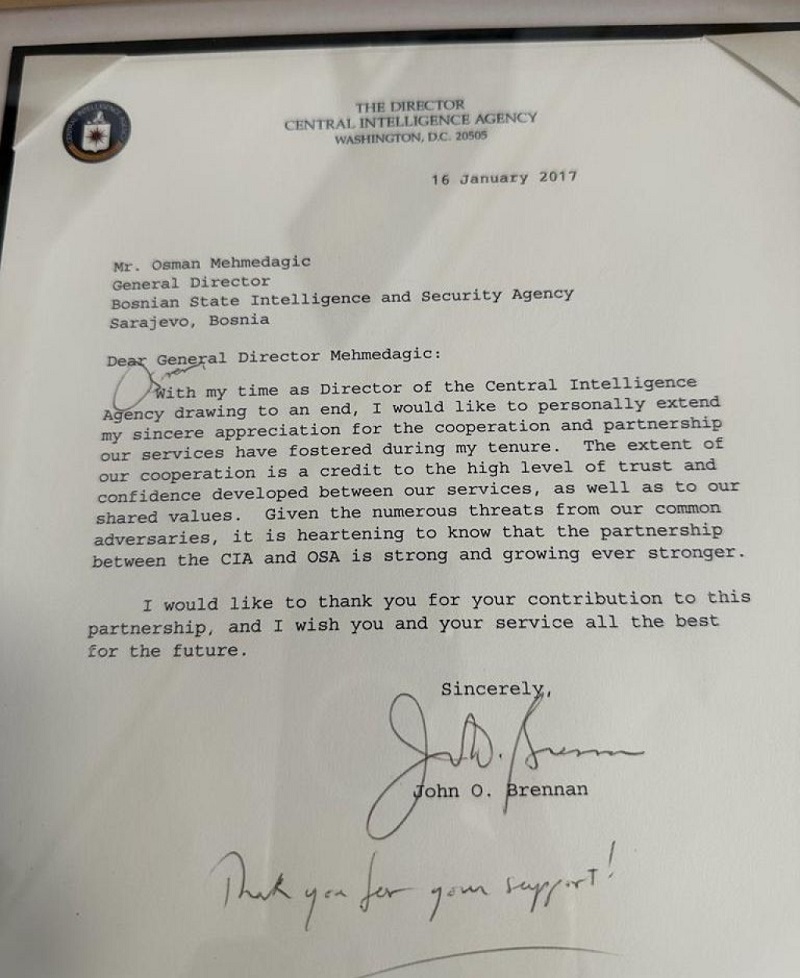 THE DIRECTOR
CENTRAL INTELLIGENCE AGENCY
WASHINGTON, D.C. 20505
16 January 2017
Mr. Osman Mehmedagic
General Director
Bosnian State Intelligence and Security Agency
Sarajevo, Bosnia
Dear General Director Mehmedagic:
With my time as Director of the Central Intelligence
Agency drawing to an end, I would like to personally extend
my sincere appreciation for the cooperation and partnership
our services have fostered during my tenure. The extent of
our cooperation is a credit to the high level of trust and
confidence developed between our services, as well as to our
shared values. Given the numerous threats from our common
adversaries, it is heartening to know that the partnership
between the CIA and OSA is strong and growing ever stronger.
I would like to thank you for your contribution to this
partnership, and I wish you and your service all the best
for the future.
Sincerely,
John O. Brennan
Thank you for your support!